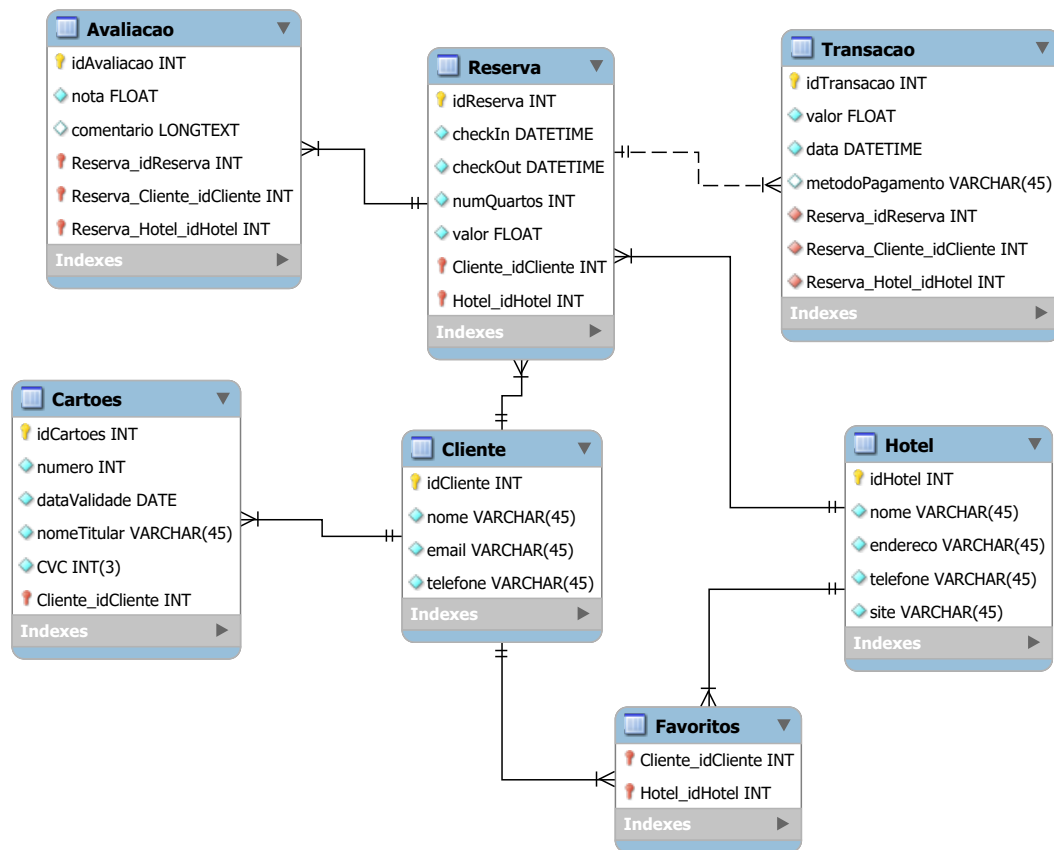 Avaliacao
idAvaliacao INT
nota FLOAT
comentario LONGTEXT
Reserva_idReserva INT
Reserva_Cliente_idCliente INT
Reserva_Hotel_idHotel INT
Indexes
Reserva
idReserva INT
checkIn DATETIME
checkOut DATETIME
numQuartos INT
valor FLOAT
Cliente_idCliente INT
Hotel_idHotel INT
Indexes
Transacao
idTransacao INT
valor FLOAT
data DATETIME
metodoPagamento VARCHAR(45)
Reserva_idReserva INT
Reserva_Cliente_idCliente INT
Reserva_Hotel_idHotel INT
Indexes
Cartoes
idCartoes INT
numero INT
dataValidade DATE
nomeTitular VARCHAR(45)
CVC INT(3)
Cliente_idCliente INT
Indexes
Cliente
idCliente INT
nome VARCHAR(45)
email VARCHAR(45)
telefone VARCHAR(45)
Indexes
Hotel
idHotel INT
nome VARCHAR(45)
endereco VARCHAR(45)
telefone VARCHAR(45)
site VARCHAR(45)
Indexes
Favoritos
Cliente_idCliente INT
Hotel_idHotel INT
Indexes